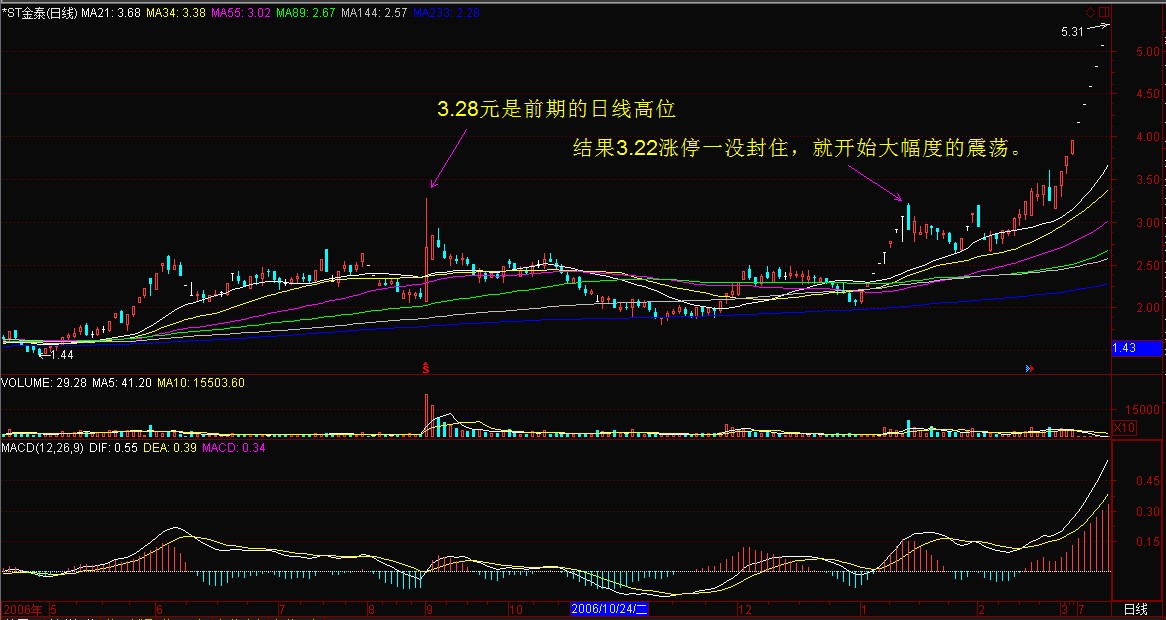 *ST金泰(日线) MA21: 3.68 MA34: 3.38 MA55: 3.02 MA89: 2.67 MA144: 2.57 MA233: 2.28
5.31
5.00
4.50
3.28元是前期的日线高位
4.00
结果3.22涨停一没封住，就开始大幅度的震荡。
3.50
3.00
2.50
2.00
1.43
1.44
Ŝ
VOLUME: 29.28 MA5: 41.20 MA10: 15503.60
15000
X10
MACD(12,26,9) DIF: 0.55 DEA: 0.39 MACD: 0.34
0.45
0.30
0.15
2006年 5 6 7 8 9 10 2006/10/24/二 12 1 2 3 7 日线